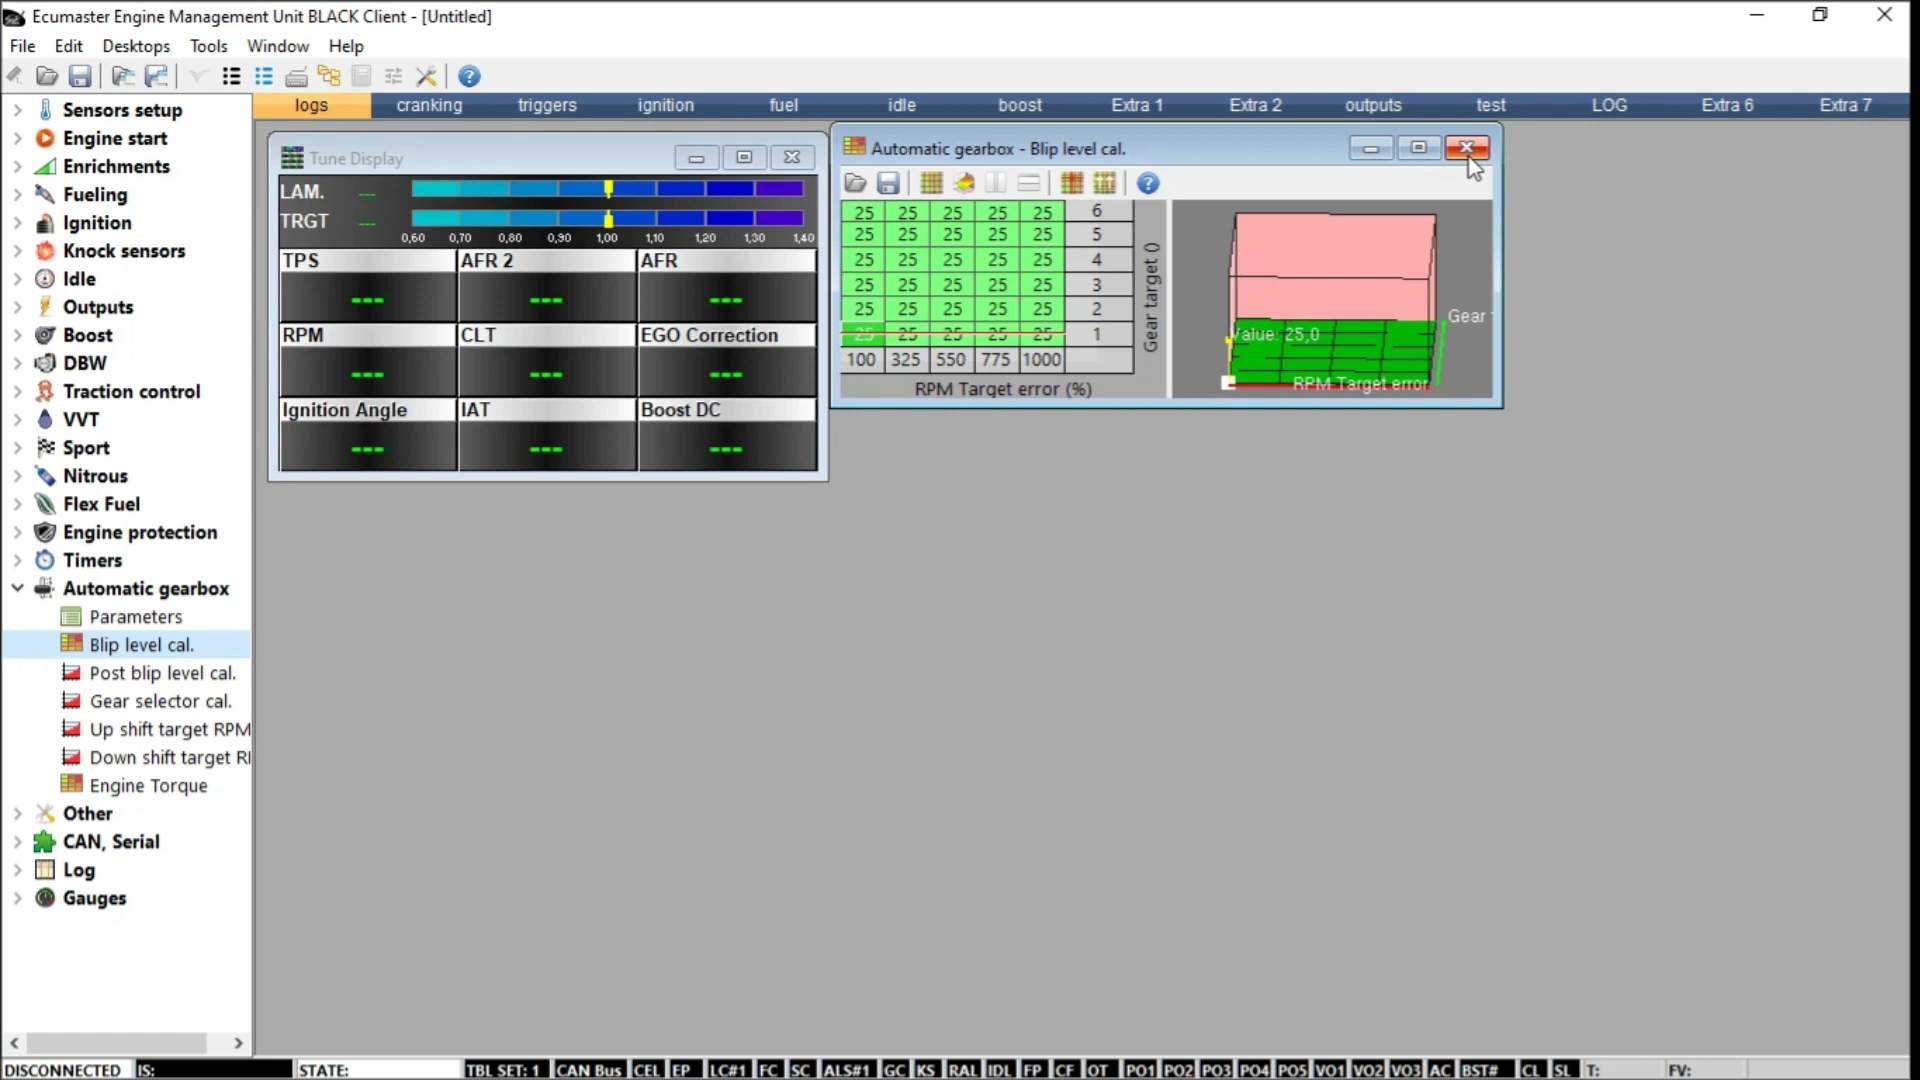 Ecumaster Engine Management Unit BLACK Client - [Untitled]
File Edit Desktops Tools Window Help
logs cranking triggers ignition fuel idle boost Extra 1 Extra 2 outputs test LOG Extra 6 Extra 7
Sensors setup
Engine start
Enrichments
Fueling
Ignition
Knock sensors
Idle
Outputs
Boost
DBW
Traction control
VVT
Sport
Nitrous
Flex Fuel
Engine protection
Timers
Automatic gearbox
Parameters
Blip level cal.
Post blip level cal.
Gear selector cal.
Up shift target RPM
Down shift target RI
Engine Torque
Other
CAN, Serial
Log
Gauges
Tune Display
LAM. ---
TRGT ---
0,60 0,70 0,80 0,90 1,00 1,10 1,20 1,30 1,40
TPS AFR 2 AFR
--- --- ---
RPM CLT EGO Correction
--- --- ---
Ignition Angle IAT Boost DC
--- --- ---
Automatic gearbox - Blip level cal.
25 25 25 25 25 6
25 25 25 25 25 5
25 25 25 25 25 4
25 25 25 25 25 3
25 25 25 25 25 2
25 25 25 25 25 1
100 325 550 775 1000
RPM Target error (%)
Gear target ()
Value: 25,0
Gear
RPM Target error
DISCONNECTED IS: STATE: TBL SET: 1 CAN Bus CEL EP LC#1 FC SC ALS#1 GC KS RAL IDL FP CF OT PO1 PO2 PO3 PO4 PO5 VO1 VO2 VO3 AC BST# CL SL T: FV: